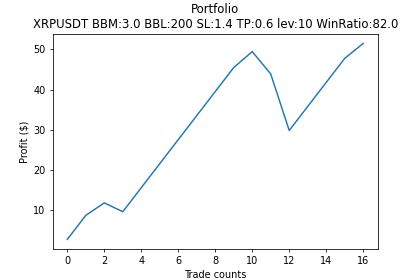 Portfolio
XRPUSDT BBM:3.0 BBL:200 SL:1.4 TP:0.6 lev:10 WinRatio:82.0
Profit ($)
50
40
30
20
10
0 2 4 6 8 10 12 14 16
Trade counts